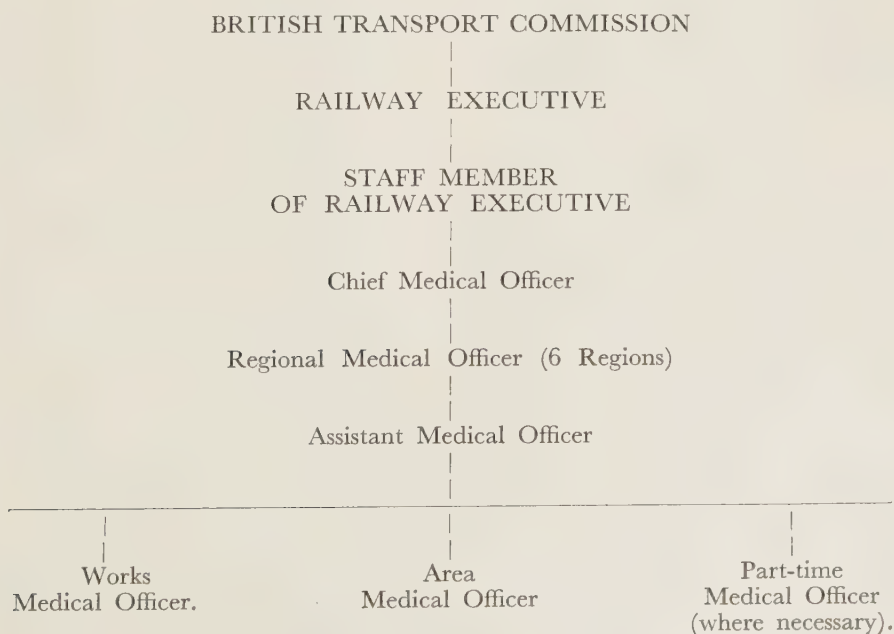 BRITISH TRANSPORT COMMISSION
RAILWAY EXECUTIVE
STAFF MEMBER
OF RAILWAY EXECUTIVE
Chief Medical Officer
Regional Medical Officer (6 Regions)
Assistant Medical Officer
Works
Medical Officer.
Area
Medical Officer
Part-time
Medical Officer
(where necessary).